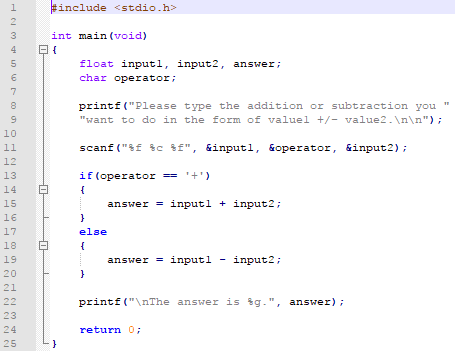 1 #include <stdio.h>
2
3 int main(void)
4 {
5 float input1, input2, answer;
6 char operator;
7
8 printf("Please type the addition or subtraction you "
9 "want to do in the form of value1 +/- value2.\n\n");
10
11 scanf("%f %c %f", &input1, &operator, &input2);
12
13 if(operator == '+')
14 {
15 answer = input1 + input2;
16 }
17 else
18 {
19 answer = input1 - input2;
20 }
21
22 printf("\nThe answer is %g.", answer);
23
24 return 0;
25 }